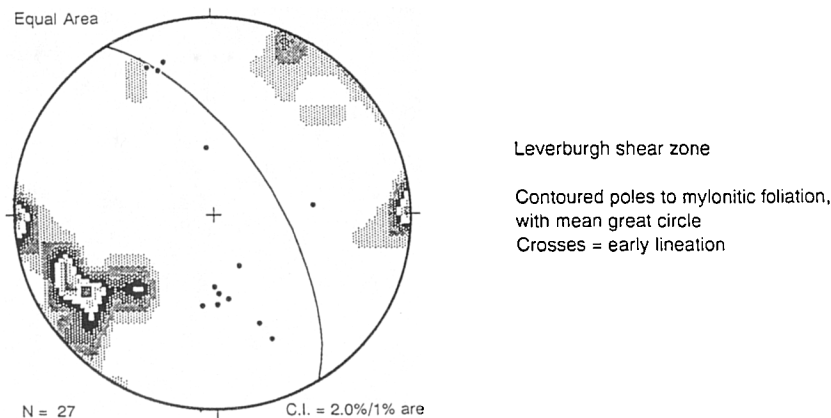 Equal Area
Leverburgh shear zone
Contoured poles to mylonitic foliation,
with mean great circle
Crosses = early lineation
N = 27
C.I. = 2.0%/1% are